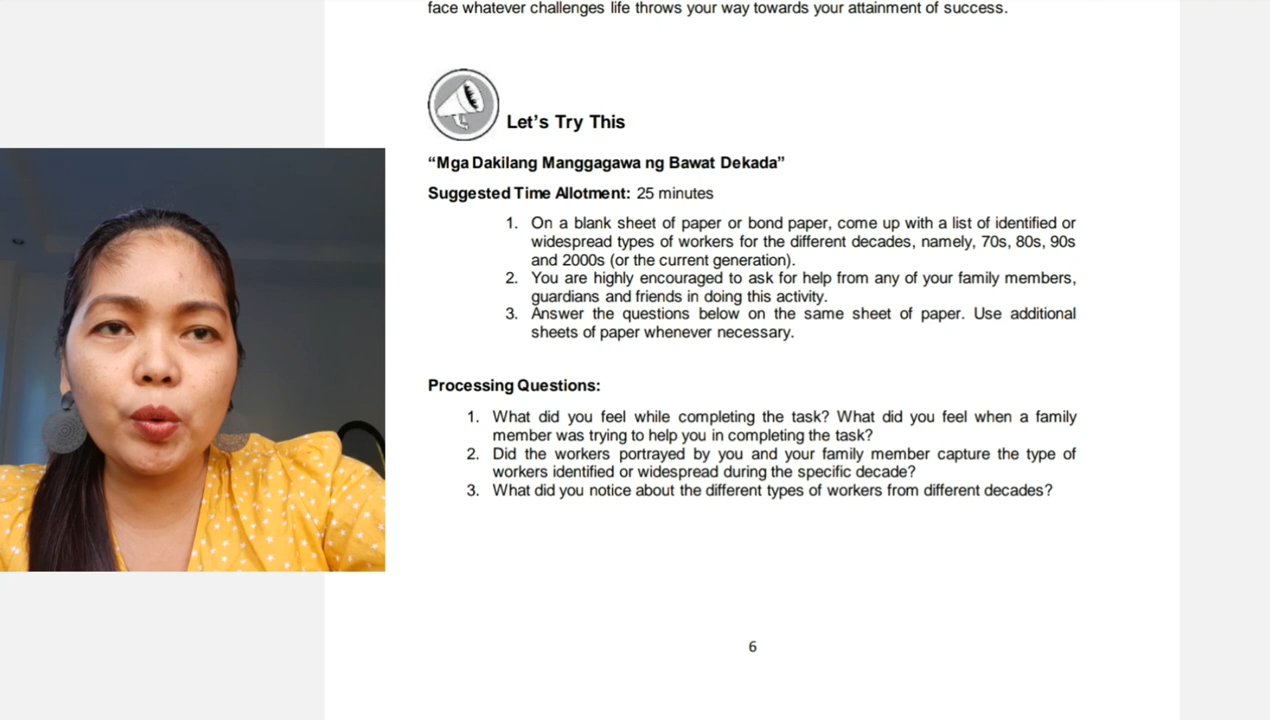 face whatever challenges life throws your way towards your attainment of success.
Let's Try This
“Mga Dakilang Manggagawa ng Bawat Dekada”
Suggested Time Allotment: 25 minutes
1. On a blank sheet of paper or bond paper, come up with a list of identified or
widespread types of workers for the different decades, namely, 70s, 80s, 90s
and 2000s (or the current generation).
2. You are highly encouraged to ask for help from any of your family members,
guardians and friends in doing this activity.
3. Answer the questions below on the same sheet of paper. Use additional
sheets of paper whenever necessary.
Processing Questions:
1. What did you feel while completing the task? What did you feel when a family
member was trying to help you in completing the task?
2. Did the workers portrayed by you and your family member capture the type of
workers identified or widespread during the specific decade?
3. What did you notice about the different types of workers from different decades?
6